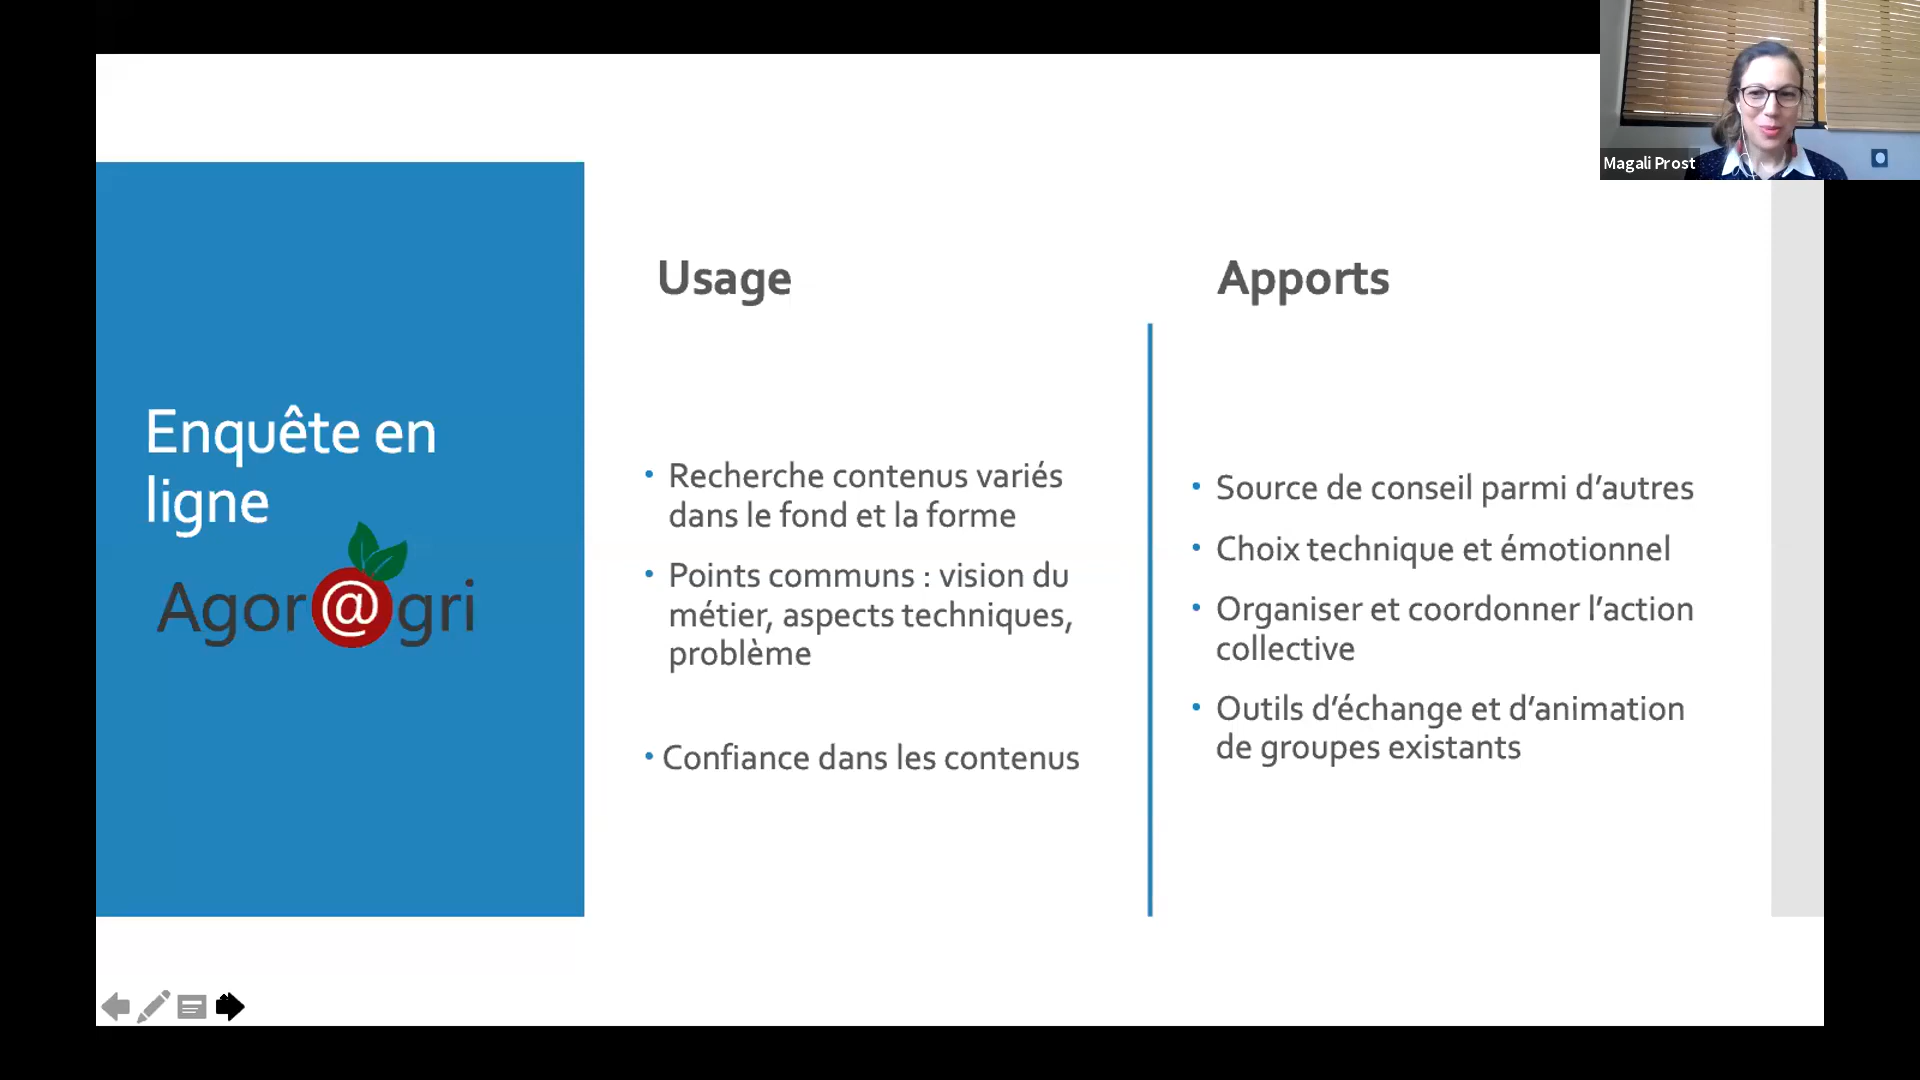 Magali Prost
Enquête en
ligne
Agor@gri
Usage
• Recherche contenus variés
dans le fond et la forme
• Points communs : vision du
métier, aspects techniques,
problème
• Confiance dans les contenus
Apports
• Source de conseil parmi d’autres
• Choix technique et émotionnel
• Organiser et coordonner l’action
collective
• Outils d’échange et d’animation
de groupes existants